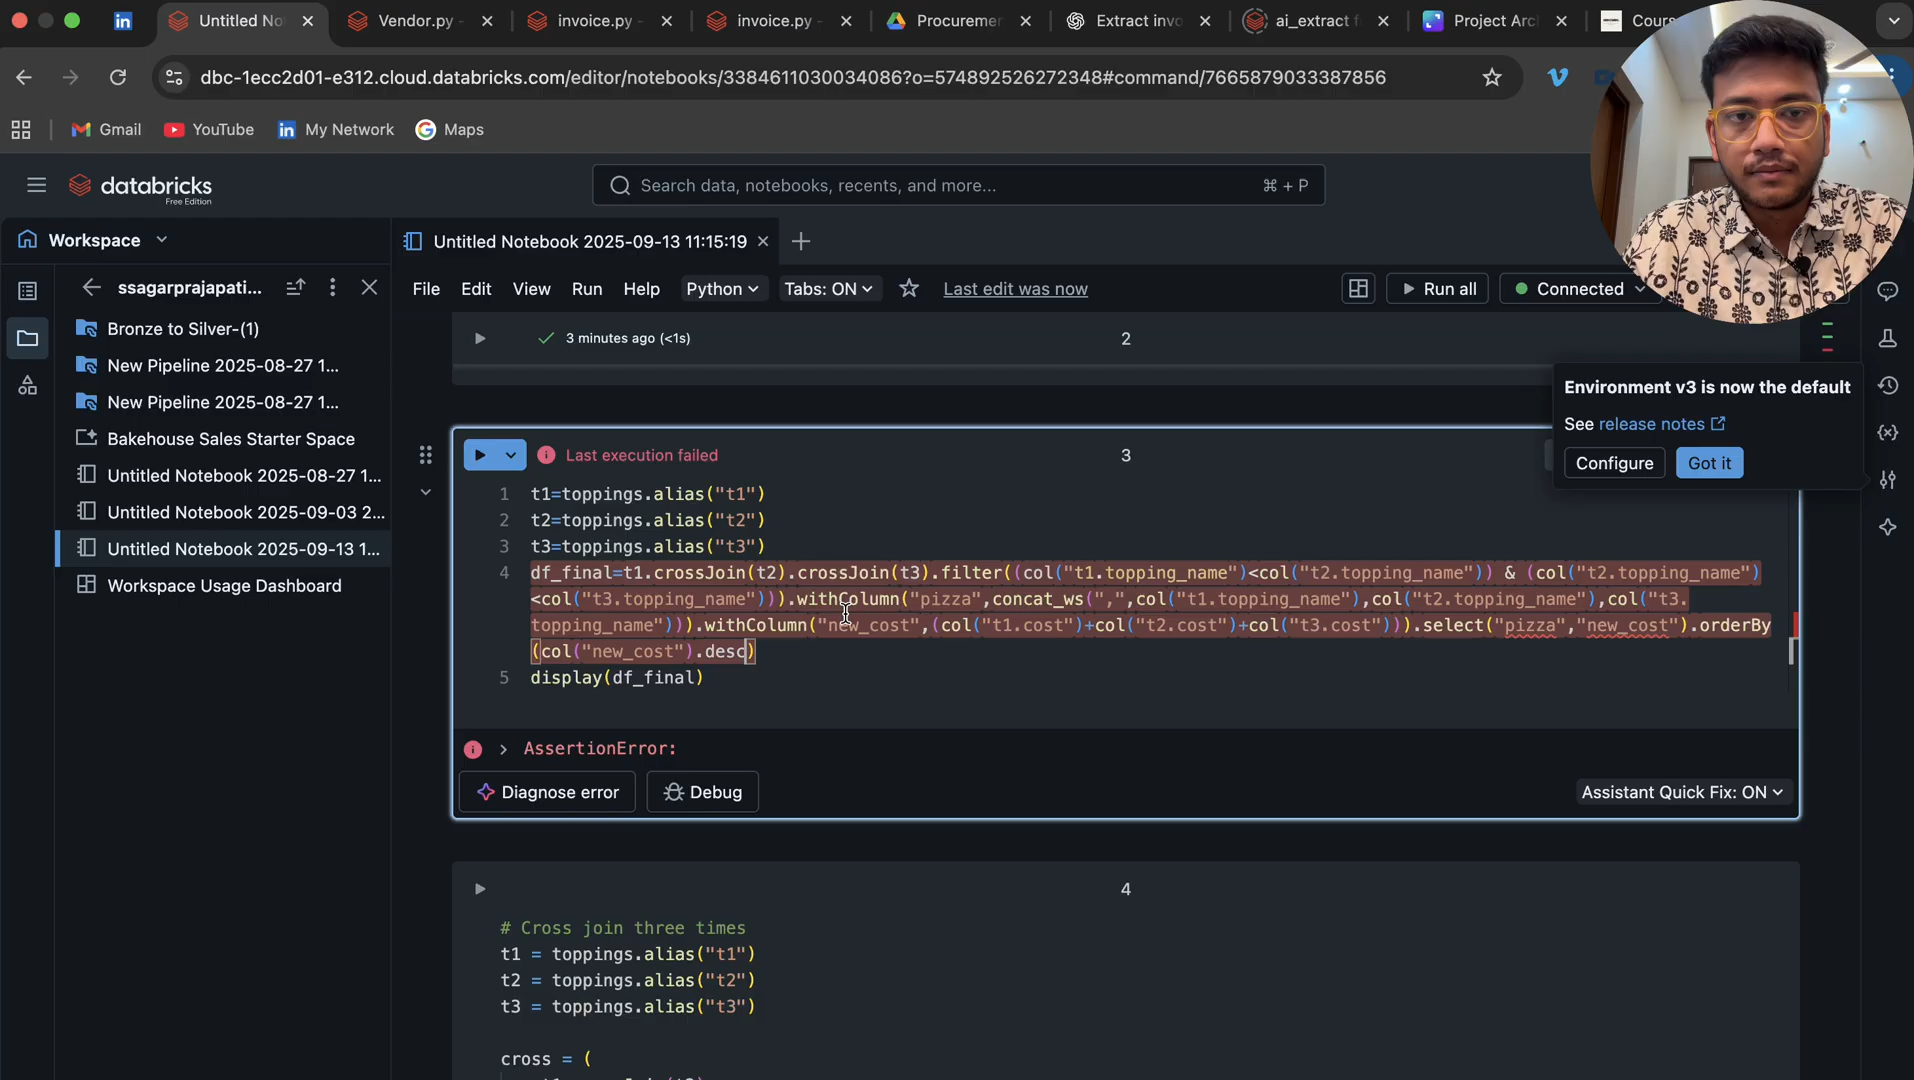 Untitled No
Vendor.py -
invoice.py -
invoice.py -
Procuremen
Extract invo
ai_extract f
Project Arc
Cours
dbc-1ecc2d01-e312.cloud.databricks.com/editor/notebooks/3384611030034086?o=574892526272348#command/7665879033387856
Gmail
YouTube
My Network
Maps
databricks
Free Edition
Search data, notebooks, recents, and more...
⌘ + P
Workspace
Untitled Notebook 2025-09-13 11:15:19
ssagarprajapati...
File Edit View Run Help Python Tabs: ON Last edit was now
Run all
Connected
Bronze to Silver-(1)
New Pipeline 2025-08-27 1...
New Pipeline 2025-08-27 1...
Bakehouse Sales Starter Space
Untitled Notebook 2025-08-27 1...
Untitled Notebook 2025-09-03 2...
Untitled Notebook 2025-09-13 1...
Workspace Usage Dashboard
3 minutes ago (<1s)
2
Environment v3 is now the default
See release notes
Configure
Got it
Last execution failed
3
1 t1=toppings.alias("t1")
2 t2=toppings.alias("t2")
3 t3=toppings.alias("t3")
4 df_final=t1.crossJoin(t2).crossJoin(t3).filter((col("t1.topping_name")<col("t2.topping_name")) & (col("t2.topping_name")
<col("t3.topping_name"))).withColumn("pizza",concat_ws(",",col("t1.topping_name"),col("t2.topping_name"),col("t3.
topping_name"))).withColumn("new_cost",(col("t1.cost")+col("t2.cost")+col("t3.cost"))).select("pizza","new_cost").orderBy
(col("new_cost").desc)
5 display(df_final)
AssertionError:
Diagnose error
Debug
Assistant Quick Fix: ON
4
# Cross join three times
t1 = toppings.alias("t1")
t2 = toppings.alias("t2")
t3 = toppings.alias("t3")
cross = (